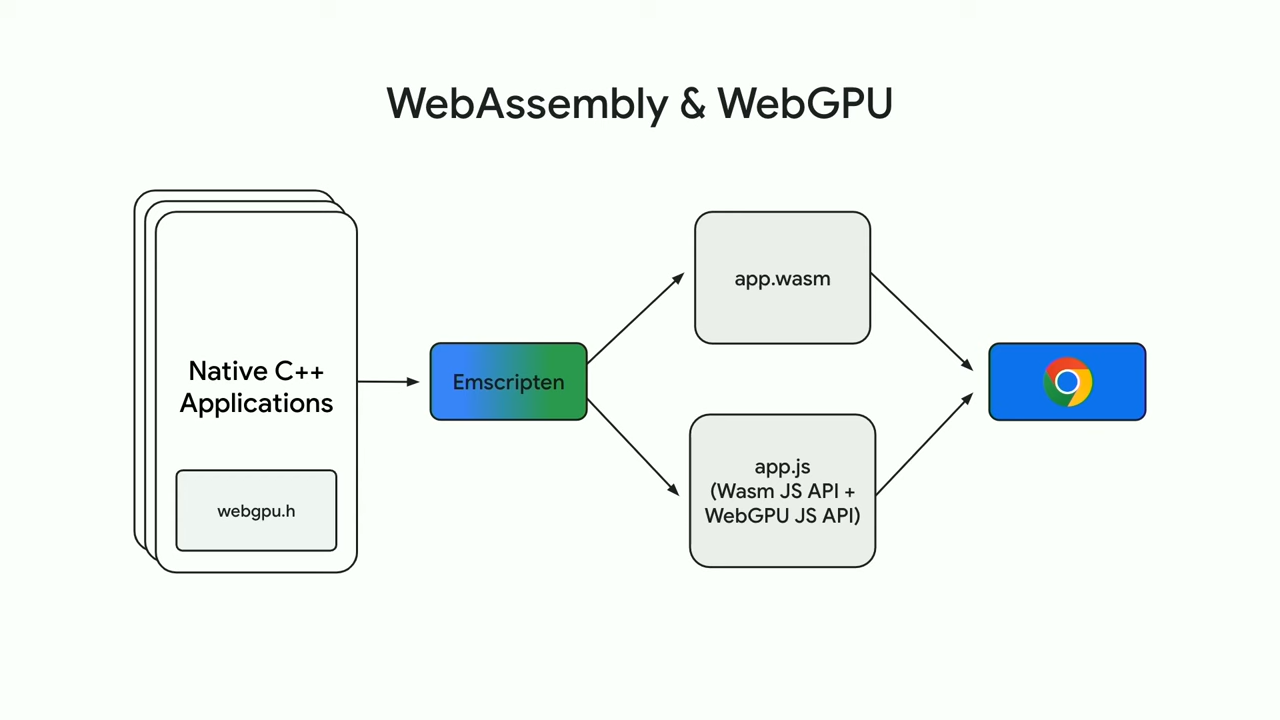 WebAssembly & WebGPU
Native C++
Applications
webgpu.h
Emscripten
app.wasm
app.js
(Wasm JS API +
WebGPU JS API)